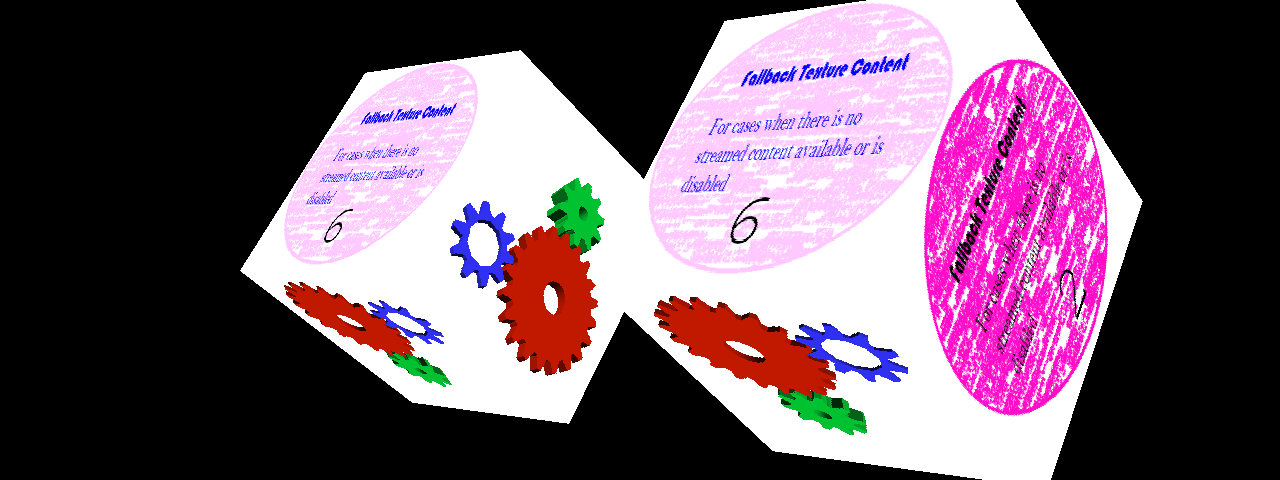 Fallback Texture Content
For cases when there is no
streamed content available or is
disabled
6
Fallback Texture Content
For cases when there is no
streamed content available or is
disabled
6
Fallback Texture Content
For cases when there is no
streamed content available or is
disabled
2